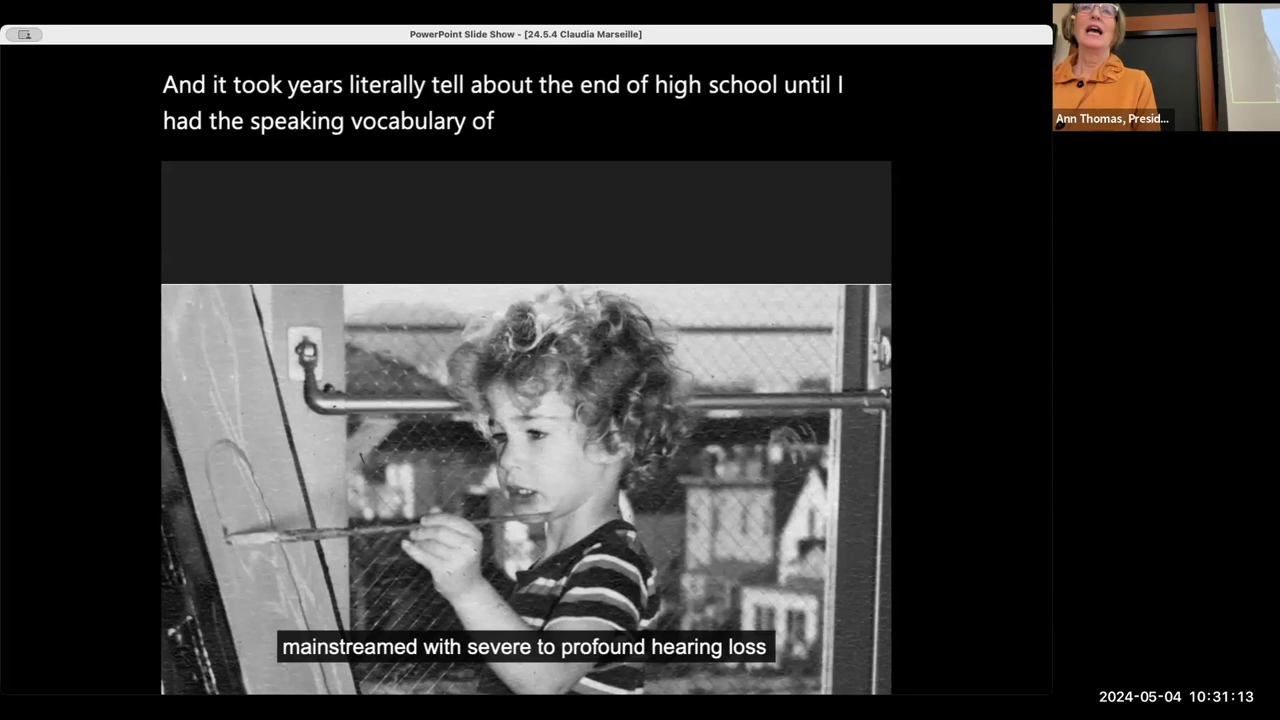 PowerPoint Slide Show - [24.5.4 Claudia Marseille]
And it took years literally tell about the end of high school until I
had the speaking vocabulary of
Ann Thomas, Presid...
mainstreamed with severe to profound hearing loss
2024-05-04 10:31:13